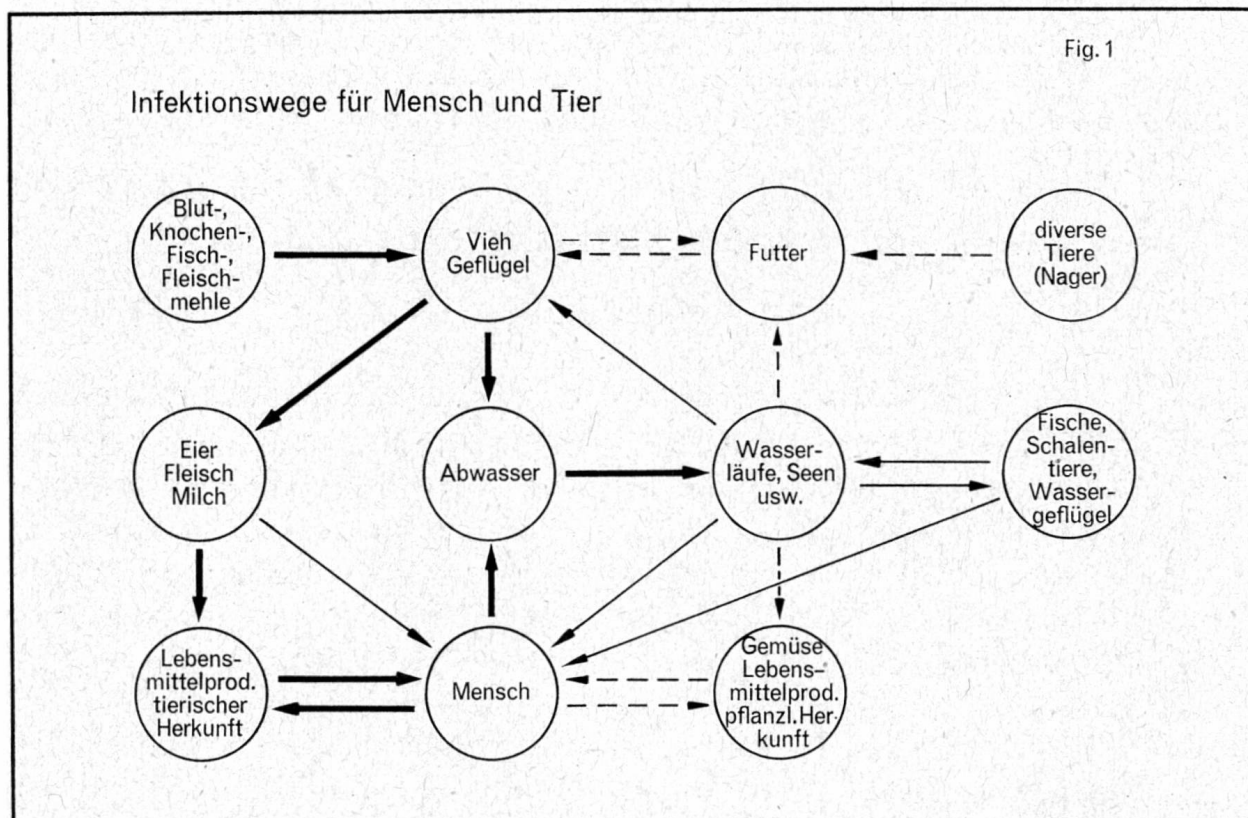 Fig. 1
Infektionswege für Mensch und Tier
Blut-,
Knochen-,
Fisch-,
Fleisch-
mehle
Vieh
Geflügel
Futter
diverse
Tiere
(Nager)
Eier
Fleisch
Milch
Abwasser
Wasser-
läufe, Seen
usw.
Fische,
Schalen-
tiere,
Wasser-
geflügel
Lebens-
mittelprod.
tierischer
Herkunft
Mensch
Gemüse
Lebens-
mittelprod.
pflanzl. Her-
kunft